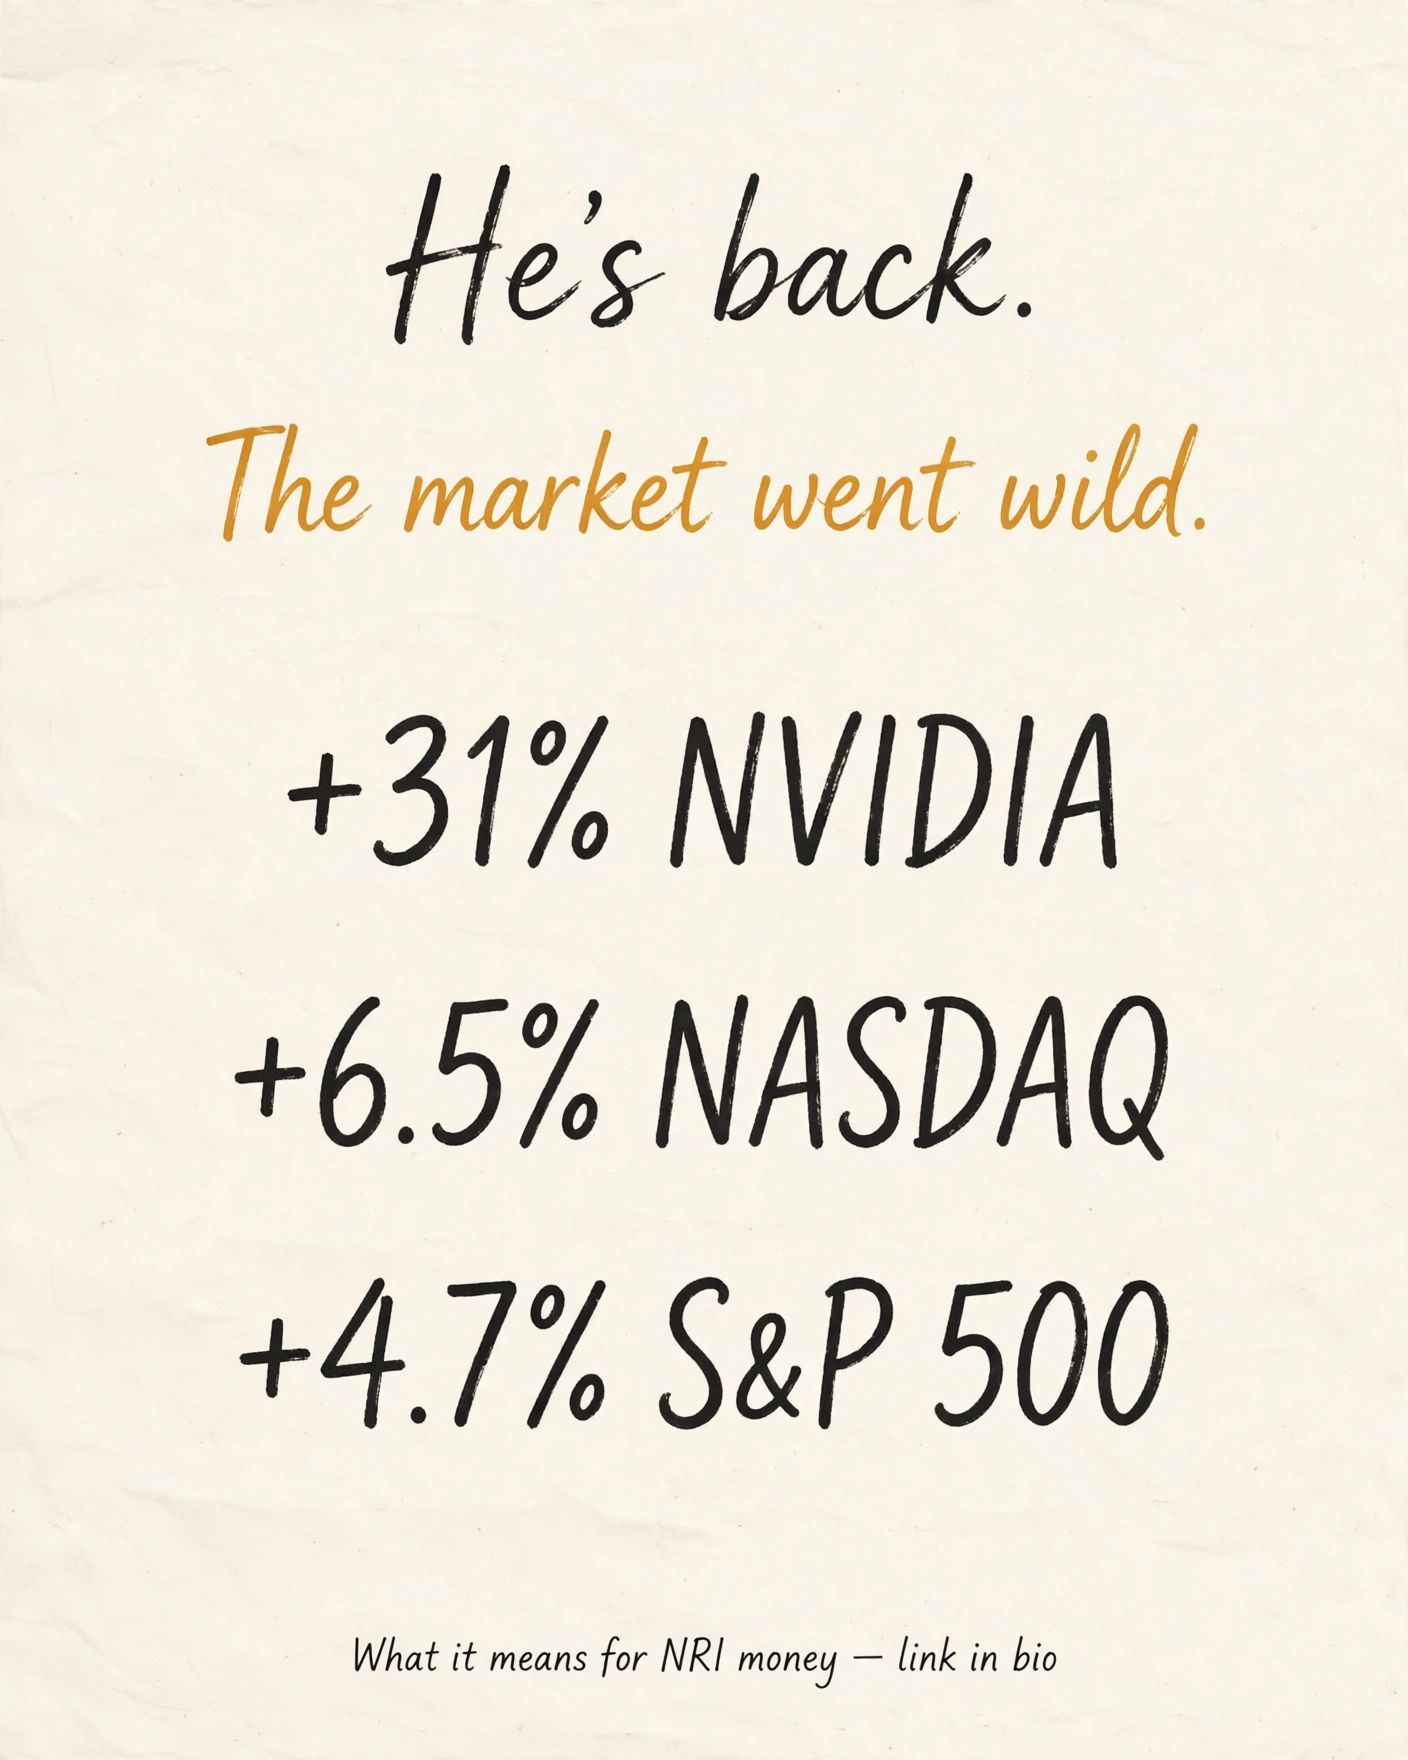 He's back.
The market went wild.
+31% NVIDIA
+6.5% NASDAQ
+4.7% S&P 500
What it means for NRI money — link in bio